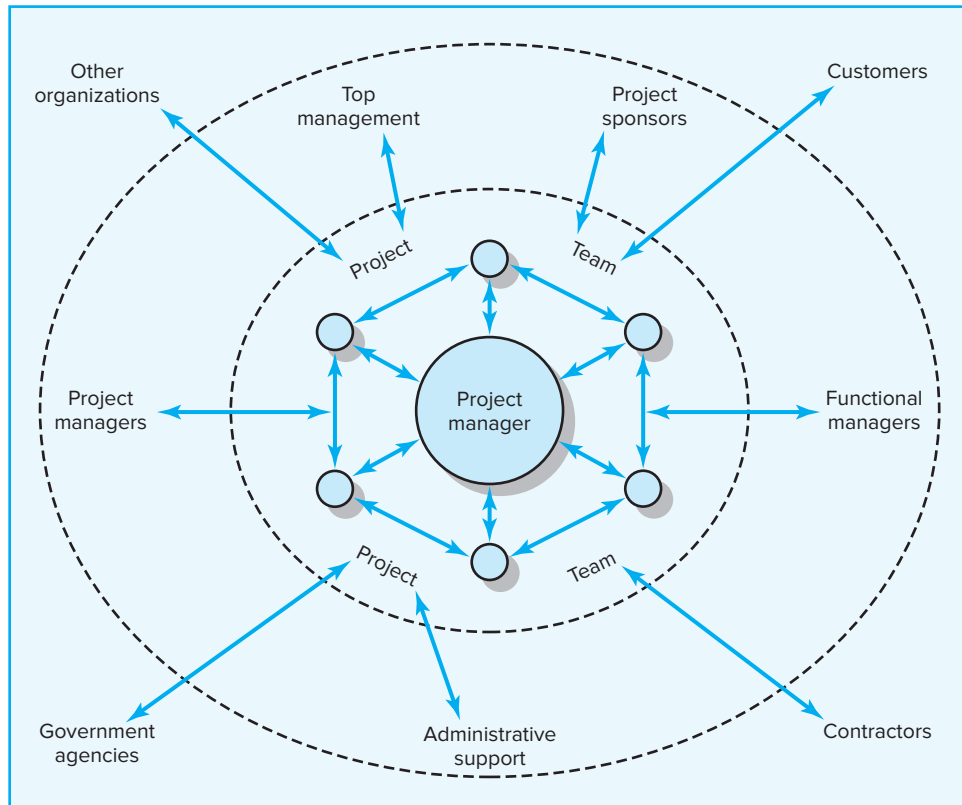 Other
organizations
Top
management
Project
sponsors
Customers
Project
Team
Project
managers
Project
manager
Functional
managers
Project
Team
Government
agencies
Administrative
support
Contractors